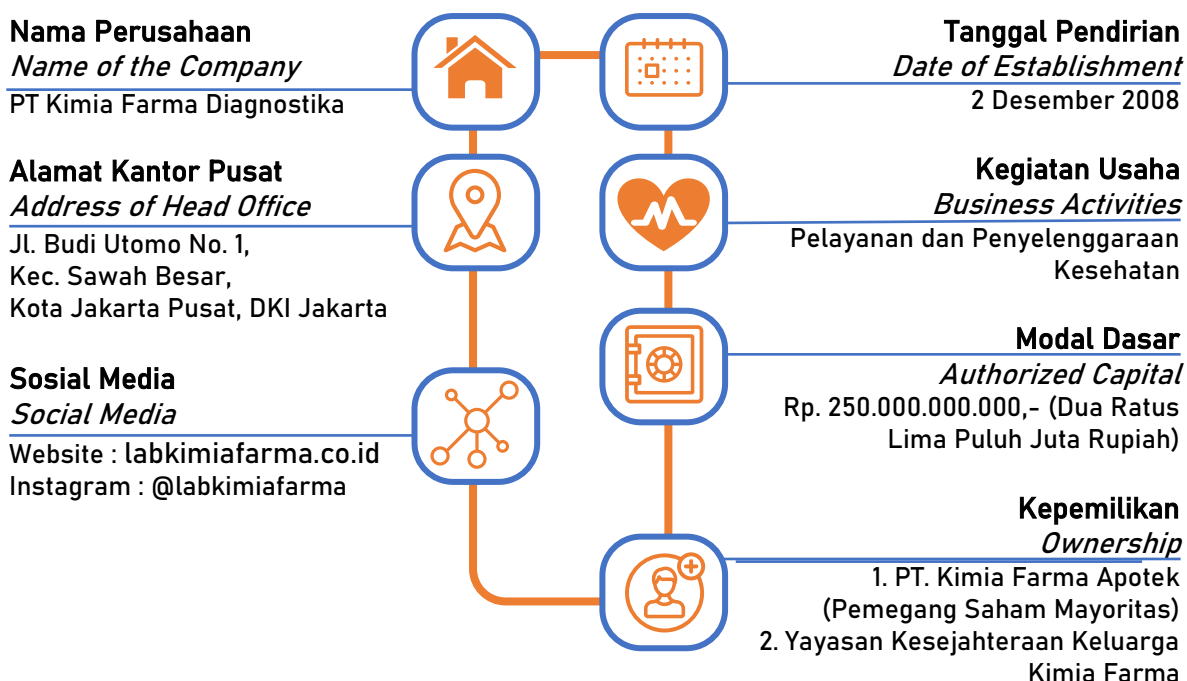 Nama Perusahaan
Name of the Company
PT Kimia Farma Diagnostika
Alamat Kantor Pusat
Address of Head Office
Jl. Budi Utomo No. 1,
Kec. Sawah Besar,
Kota Jakarta Pusat, DKI Jakarta
Sosial Media
Social Media
Website : labkimiafarma.co.id
Instagram : @labkimiafarma
Tanggal Pendirian
Date of Establishment
2 Desember 2008
Kegiatan Usaha
Business Activities
Pelayanan dan Penyelenggaraan
Kesehatan
Modal Dasar
Authorized Capital
Rp. 250.000.000.000,- (Dua Ratus
Lima Puluh Juta Rupiah)
Kepemilikan
Ownership
1. PT. Kimia Farma Apotek
(Pemegang Saham Mayoritas)
2. Yayasan Kesejahteraan Keluarga
Kimia Farma